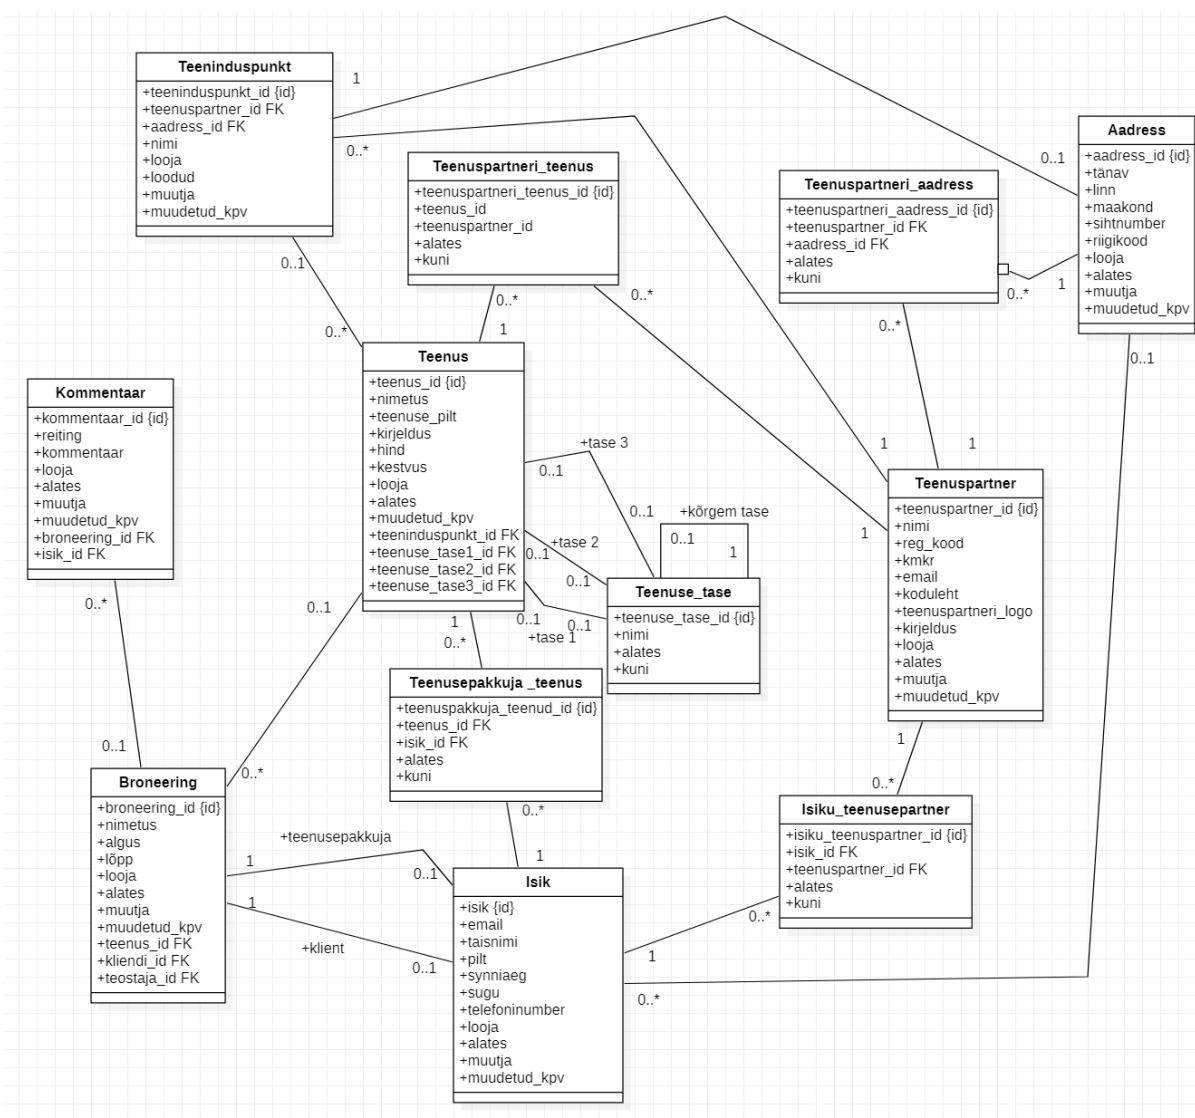 Teeninduspunkt
+teeninduspunkt_id {id}
+teenuspartner_id FK
+aadress_id FK
+nimi
+looja
+loodud
+muutja
+muudetud_kpv
1
0..*
0..1
Teenuspartneri_teenus
+teenuspartneri_teenus_id {id}
+teenus_id
+teenuspartner_id
+alates
+kuni
0..*
1
0..*
Teenuspartneri_aadress
+teenuspartneri_aadress_id {id}
+teenuspartner_id FK
+aadress_id FK
+alates
+kuni
0..*
0..*
1
Aadress
+aadress_id {id}
+tänav
+linn
+maakond
+sihtnumber
+riigikood
+looja
+alates
+muutja
+muudetud_kpv
0..1
0..1
Kommentaar
+kommentaar_id {id}
+reiting
+kommentaar
+looja
+alates
+muutja
+muudetud_kpv
+broneering_id FK
+isik_id FK
0..*
0..1
0..*
Teenus
+teenus_id {id}
+nimetus
+teenuse_pilt
+kirjeldus
+hind
+kestvus
+looja
+alates
+muudetud_kpv
+teeninduspunkt_id FK
+teenuse_tase1_id FK
+teenuse_tase2_id FK
+teenuse_tase3_id FK
0..1
+tase 3
0..1
0..1
+tase 2
0..1
0..1
0..1
+tase 1
0..1
1
0..*
+kõrgem tase
0..1
1
Teenuse_tase
+teenuse_tase_id {id}
+nimi
+alates
+kuni
1
1
1
Teenuspartner
+teenuspartner_id {id}
+nimi
+reg_kood
+kmkr
+email
+koduleht
+teenuspartneri_logo
+kirjeldus
+looja
+alates
+muutja
+muudetud_kpv
1
0..*
Teenusepakkuja _teenus
+teenuspakkuja_teenud_id {id}
+teenus_id FK
+isik_id FK
+alates
+kuni
0..*
1
Broneering
+broneering_id {id}
+nimetus
+algus
+lõpp
+looja
+alates
+muutja
+muudetud_kpv
+teenus_id FK
+kliendi_id FK
+teostaja_id FK
0..*
+teenusepakkuja
1
0..1
1
+klient
0..1
Isik
+isik {id}
+email
+taisnimi
+pilt
+synniaeg
+sugu
+telefoninumber
+looja
+alates
+muutja
+muudetud_kpv
Isiku_teenusepartner
+isiku_teenuspartner_id {id}
+isik_id FK
+teenuspartner_id FK
+alates
+kuni
0..*
1
0..*